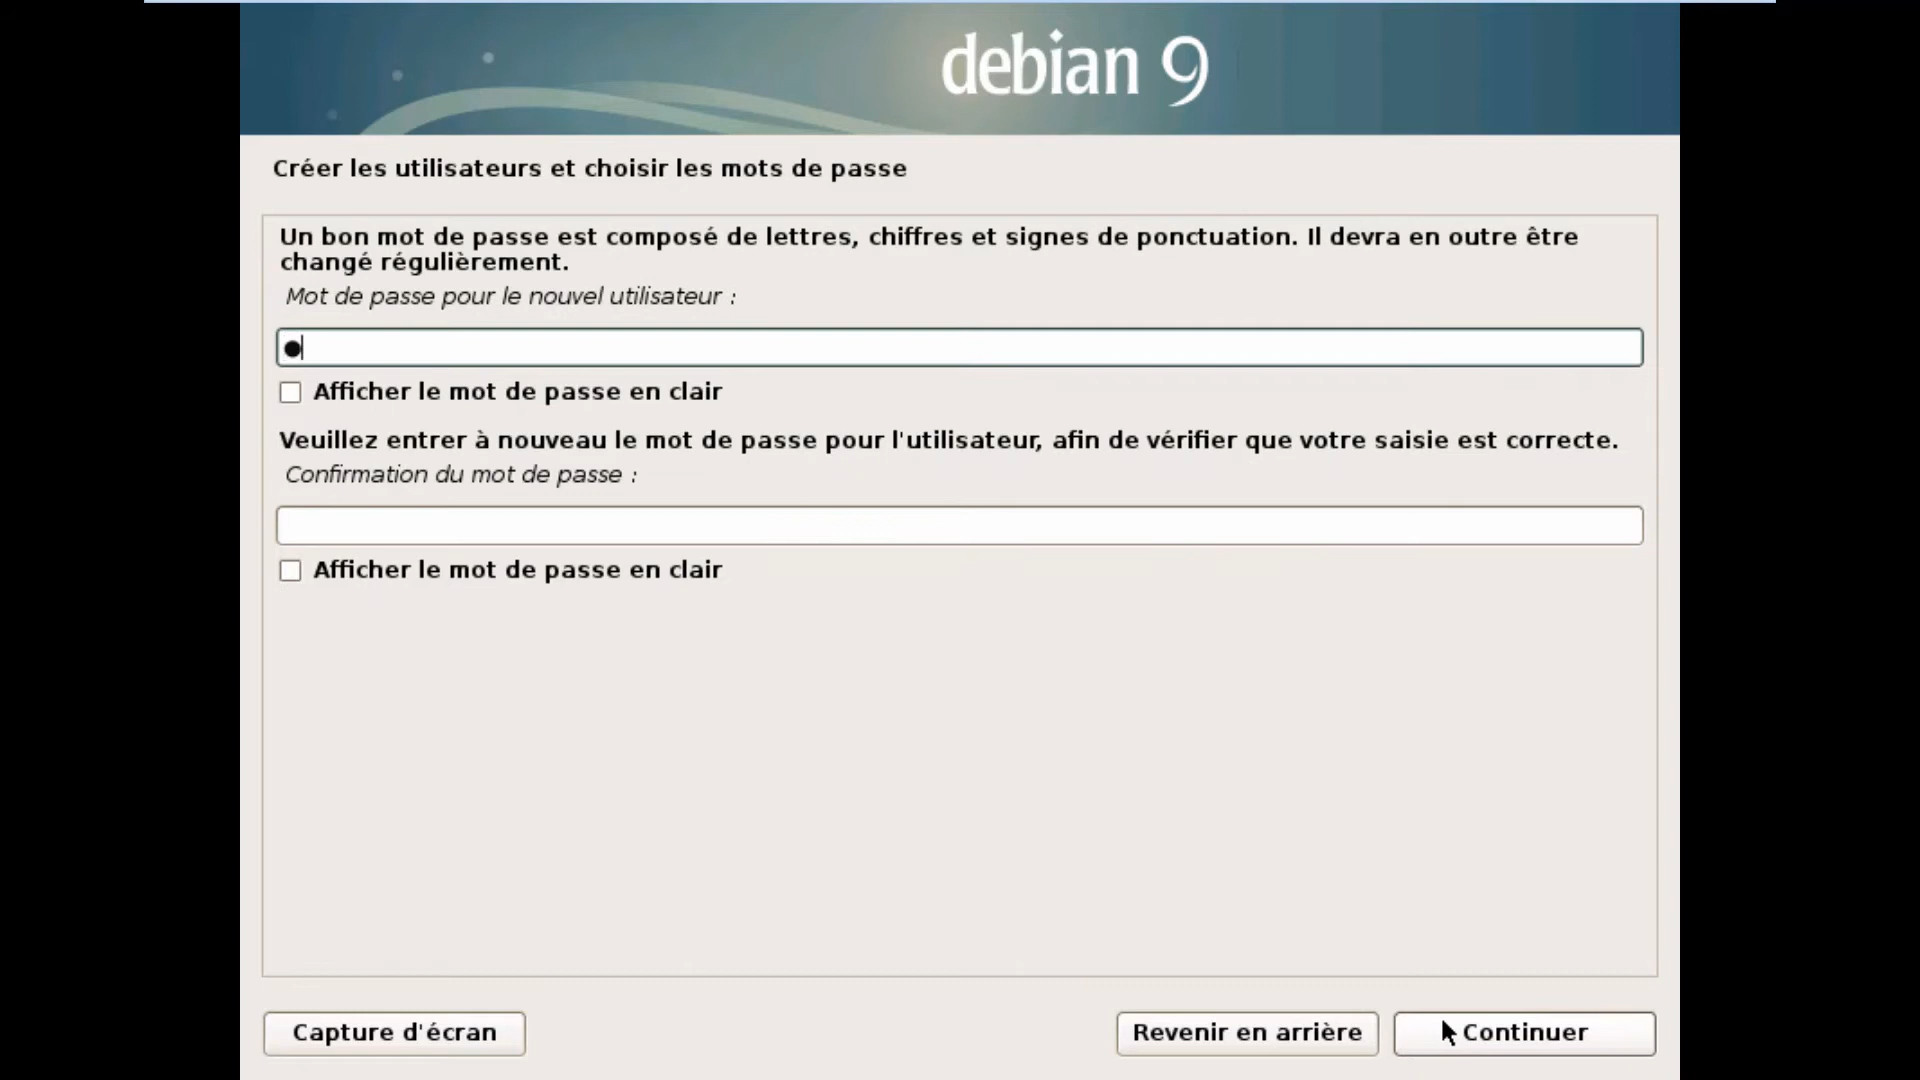 debian 9
Créer les utilisateurs et choisir les mots de passe
Un bon mot de passe est composé de lettres, chiffres et signes de ponctuation. Il devra en outre être
changé régulièrement.
Mot de passe pour le nouvel utilisateur :
●
Afficher le mot de passe en clair
Veuillez entrer à nouveau le mot de passe pour l'utilisateur, afin de vérifier que votre saisie est correcte.
Confirmation du mot de passe :
Afficher le mot de passe en clair
Capture d'écran
Revenir en arrière
Continuer